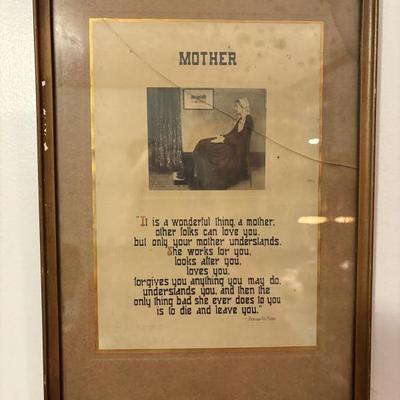 MOTHER
"It is a wonderful thing, a mother,
other folks can love you,
but only your mother understands.
She works for you,
looks after you,
loves you,
forgives you anything you may do,
understands you, and then the
only thing bad she ever does to you
is to die and leave you."